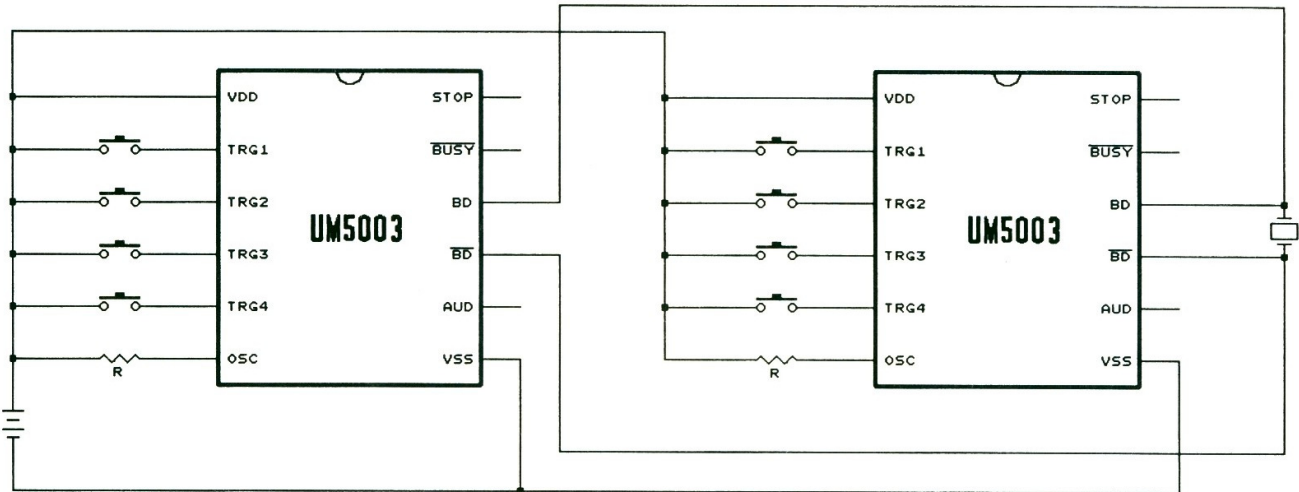 VDD
STOP
TRG1
BUSY
TRG2
BD
UM5003
TRG3
BD
TRG4
AUD
OSC
VSS
R
VDD
STOP
TRG1
BUSY
TRG2
BD
UM5003
TRG3
BD
TRG4
AUD
OSC
VSS
R